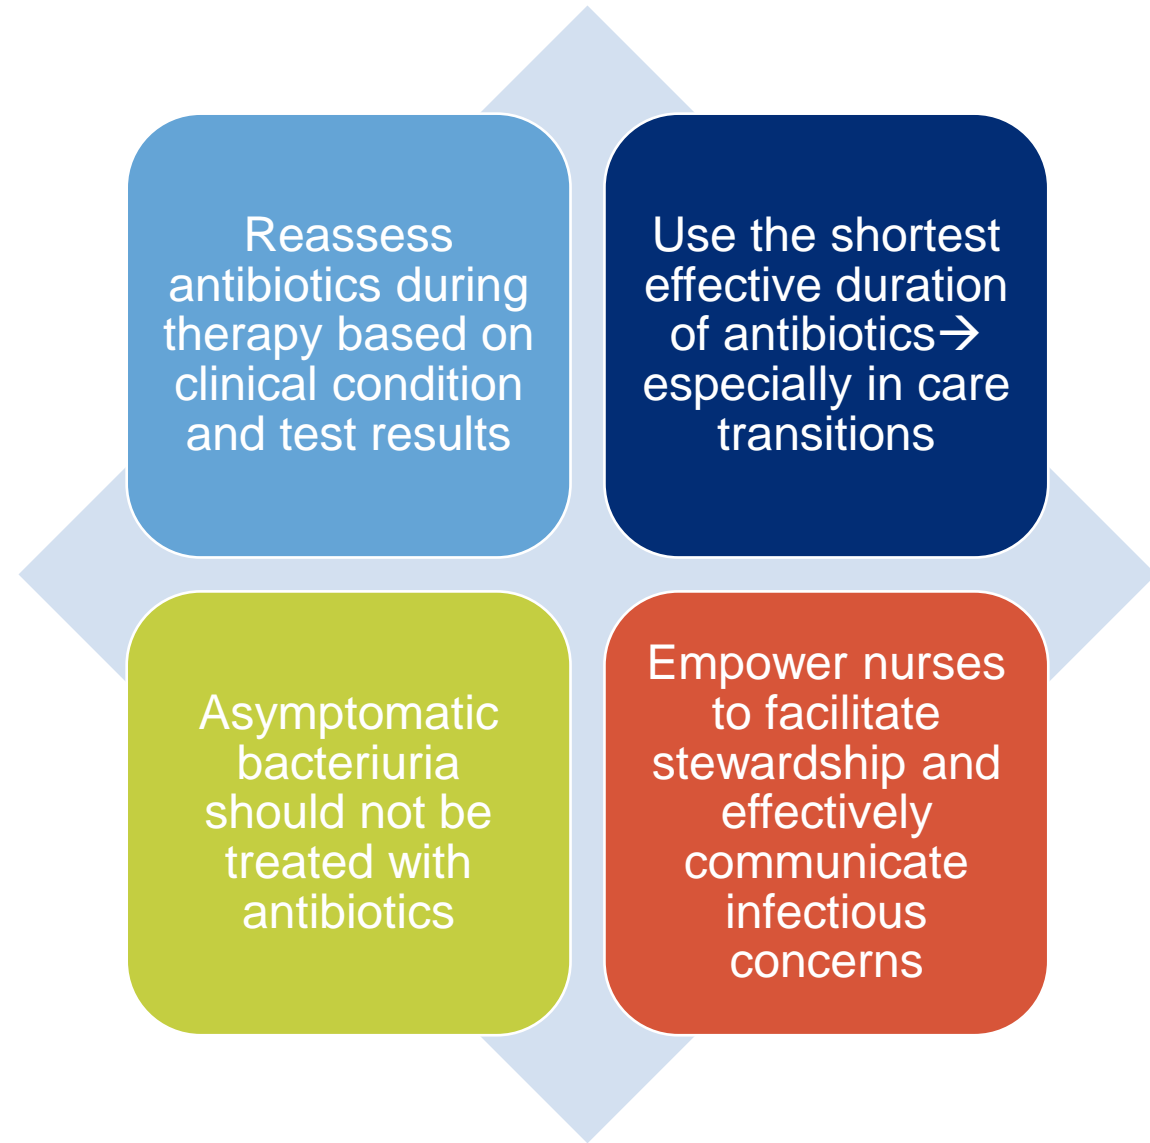 Reassess
antibiotics during
therapy based on
clinical condition
and test results
Use the shortest
effective duration
of antibiotics→
especially in care
transitions
Asymptomatic
bacteriuria
should not be
treated with
antibiotics
Empower nurses
to facilitate
stewardship and
effectively
communicate
infectious
concerns